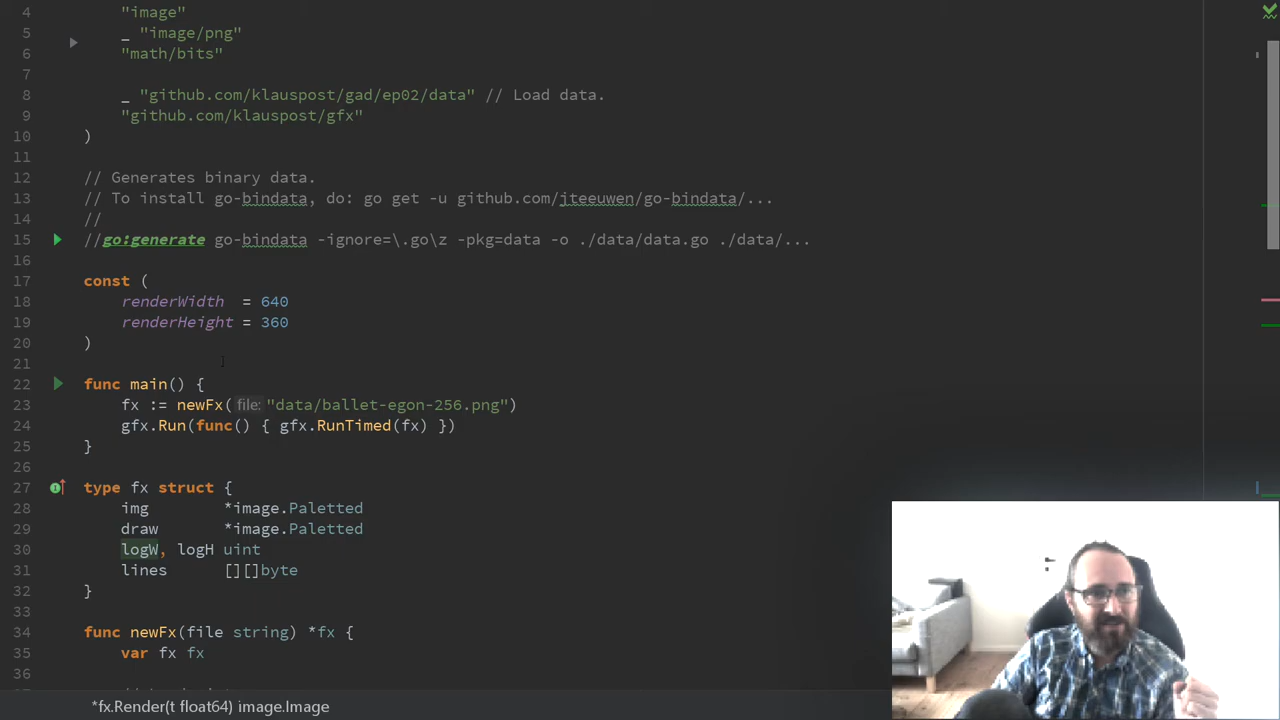 4 "image"
5 _ "image/png"
6 "math/bits"
7
8 _ "github.com/klauspost/gad/ep02/data" // Load data.
9 "github.com/klauspost/gfx"
10 )
11
12 // Generates binary data.
13 // To install go-bindata, do: go get -u github.com/jteeuwen/go-bindata/...
14 //
15 //go:generate go-bindata -ignore=\.go\z -pkg=data -o ./data/data.go ./data/...
16
17 const (
18 renderWidth = 640
19 renderHeight = 360
20 )
21
22 func main() {
23 fx := newFx( file: "data/ballet-egon-256.png")
24 gfx.Run(func() { gfx.RunTimed(fx) })
25 }
26
27 type fx struct {
28 img *image.Paletted
29 draw *image.Paletted
30 logW, logH uint
31 lines [][]byte
32 }
33
34 func newFx(file string) *fx {
35 var fx fx
36
*fx.Render(t float64) image.Image